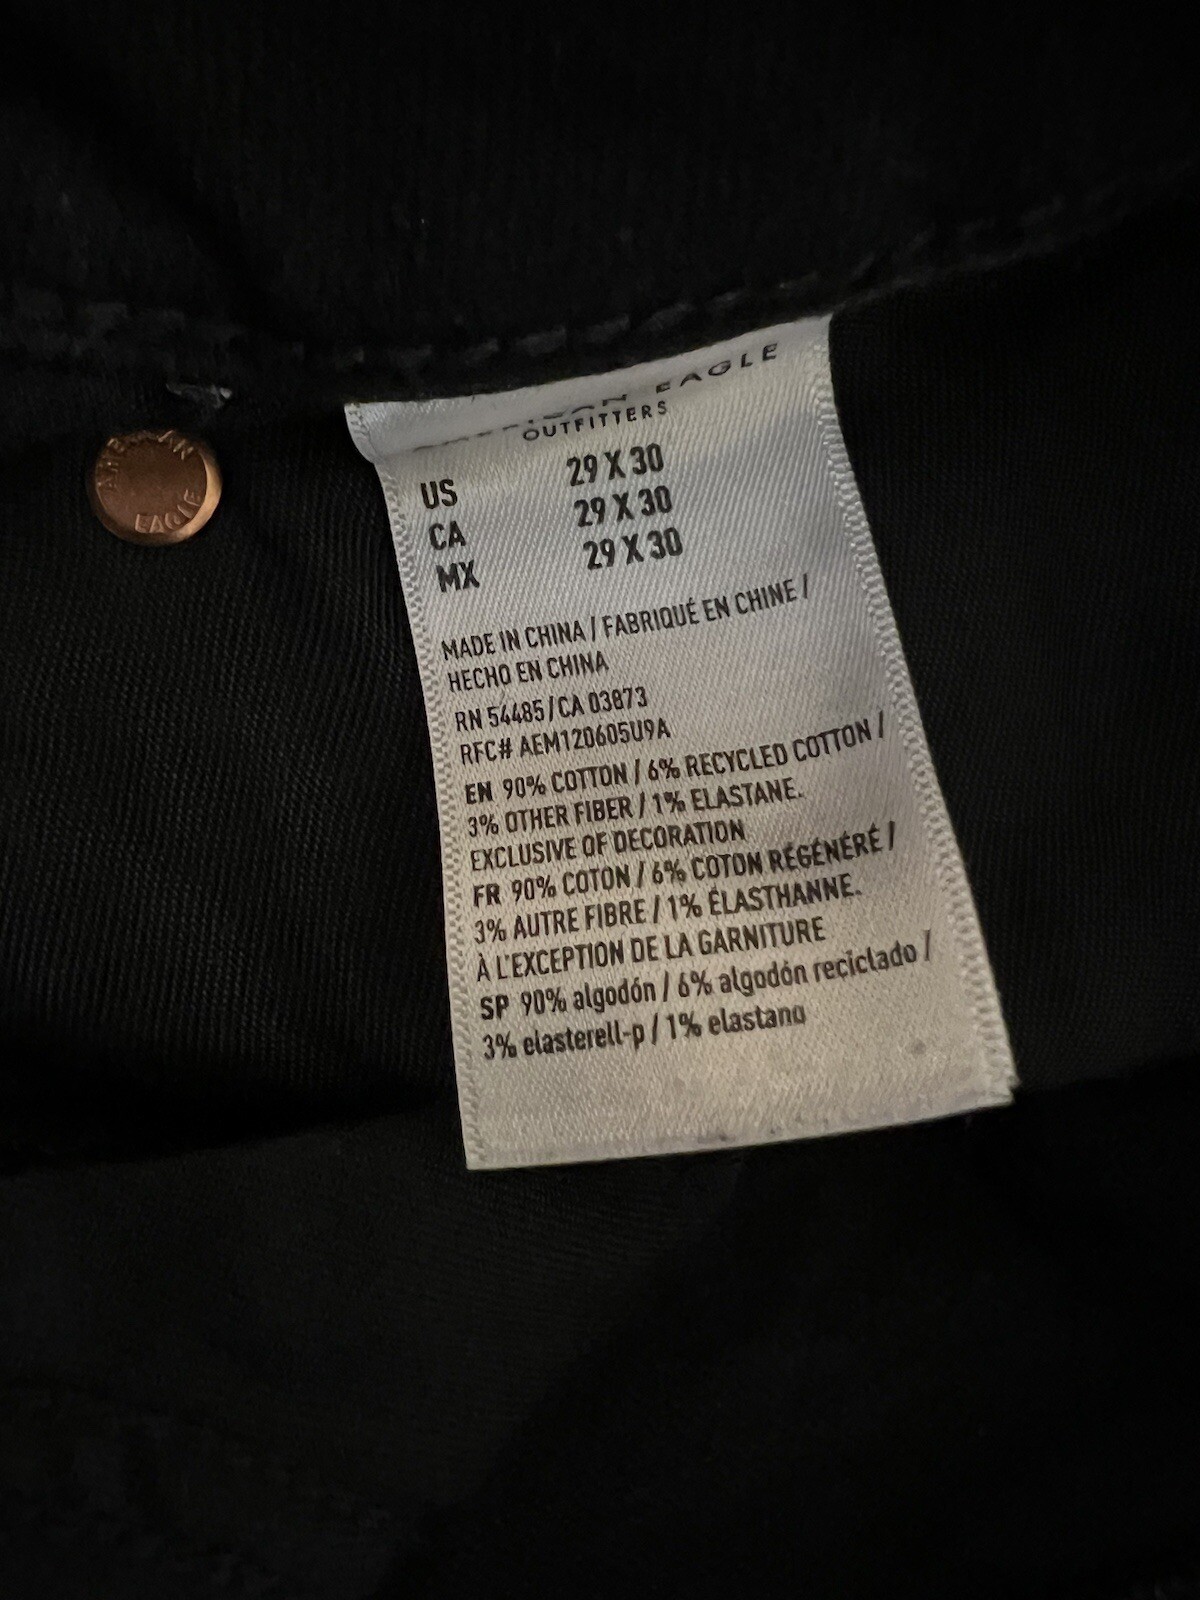 AMERICAN EAGLE
OUTFITTERS
US 29 X 30
CA 29 X 30
MX 29 X 30
MADE IN CHINA / FABRIQUÉ EN CHINE /
HECHO EN CHINA
RN 54485 / CA 03873
RFC# AEM120605U9A
EN 90% COTTON / 6% RECYCLED COTTON /
3% OTHER FIBER / 1% ELASTANE.
EXCLUSIVE OF DECORATION
FR 90% COTON / 6% COTON RÉGÉNÉRÉ /
3% AUTRE FIBRE / 1% ÉLASTHANNE.
À L'EXCEPTION DE LA GARNITURE
SP 90% algodón / 6% algodón reciclado /
3% elasterell-p / 1% elastano
AMERICAN
EAGLE